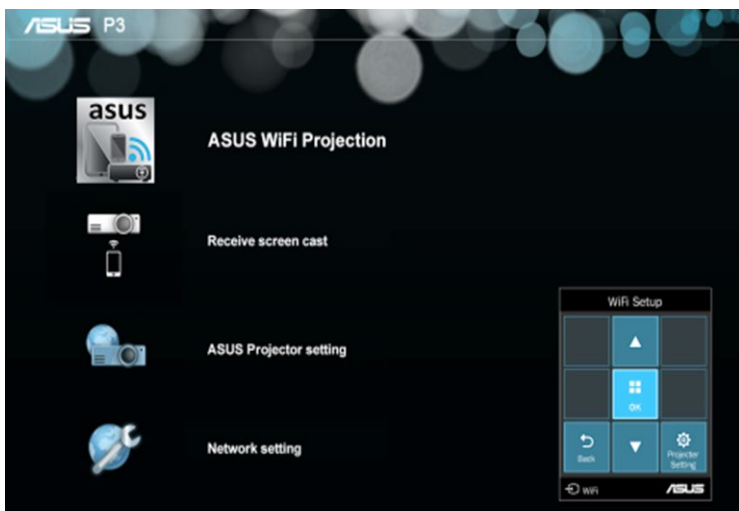 ASUS P3
asus
ASUS WiFi Projection
Receive screen cast
ASUS Projector setting
Network setting
WiFi Setup
OK
Back
Projecter
Setting
WiFi
ASUS